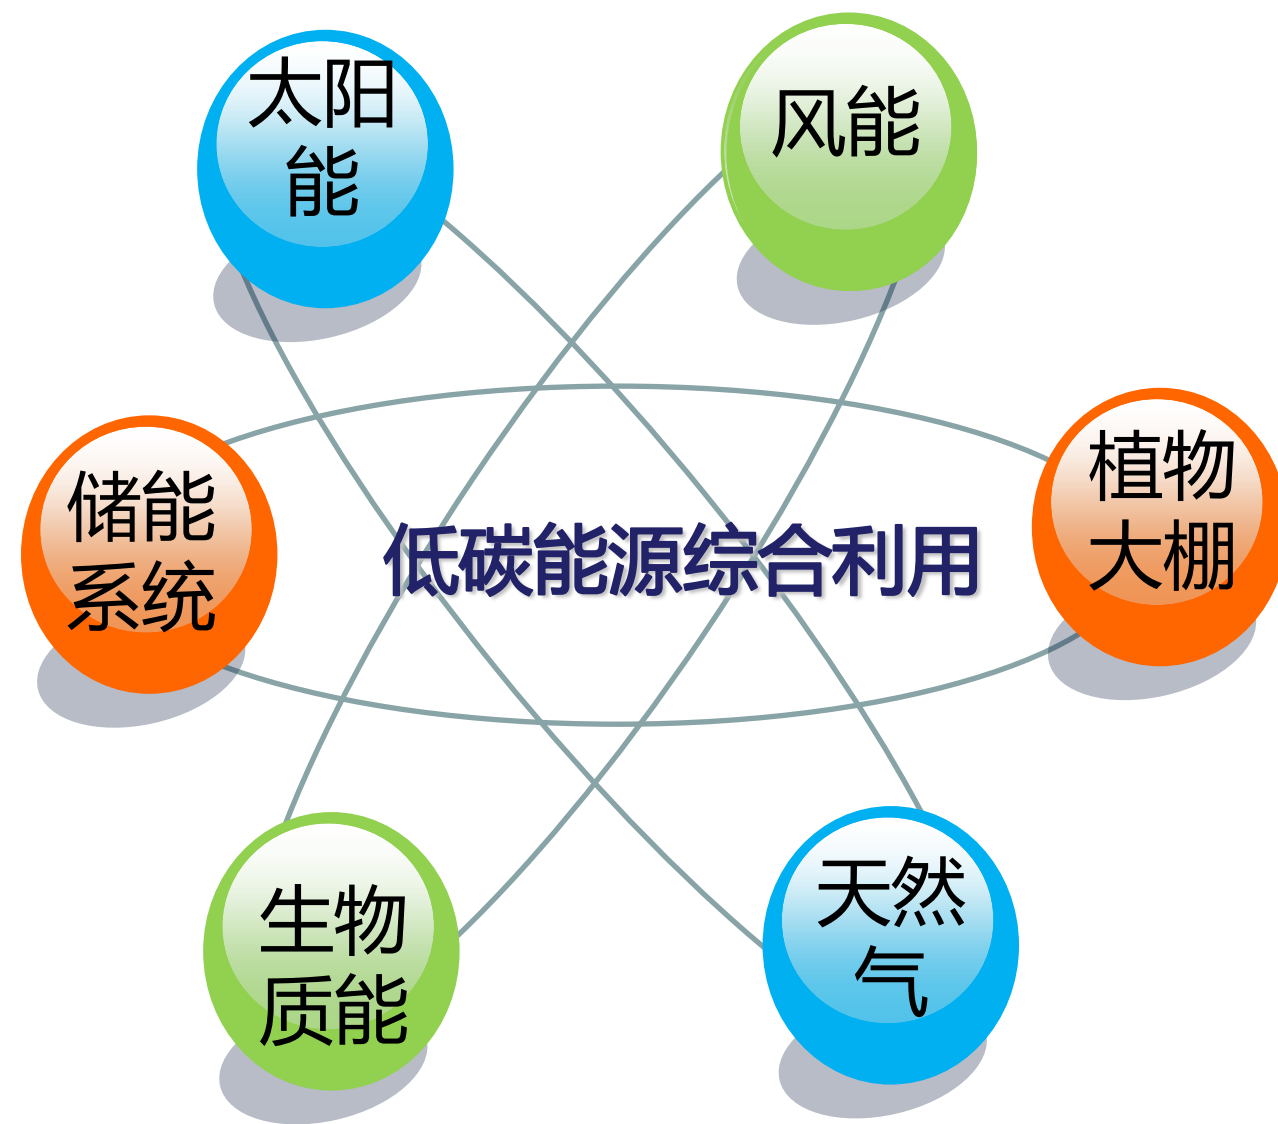 太阳
能
风能
储能
系统
植物
大棚
低碳能源综合利用
生物
质能
天然
气